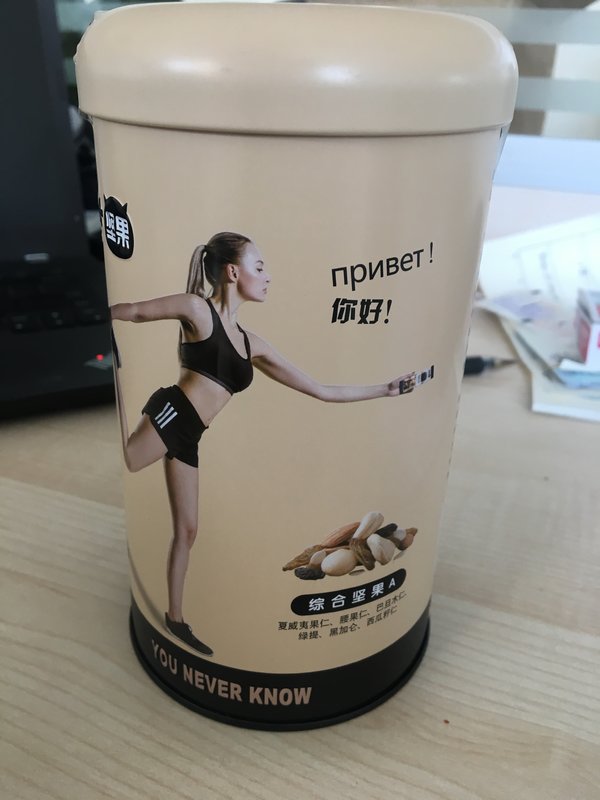 坚果
привет!
你好!
综合坚果A
夏威夷果仁、腰果仁、巴旦木仁、
绿提、黑加仑、西瓜籽仁
YOU NEVER KNOW